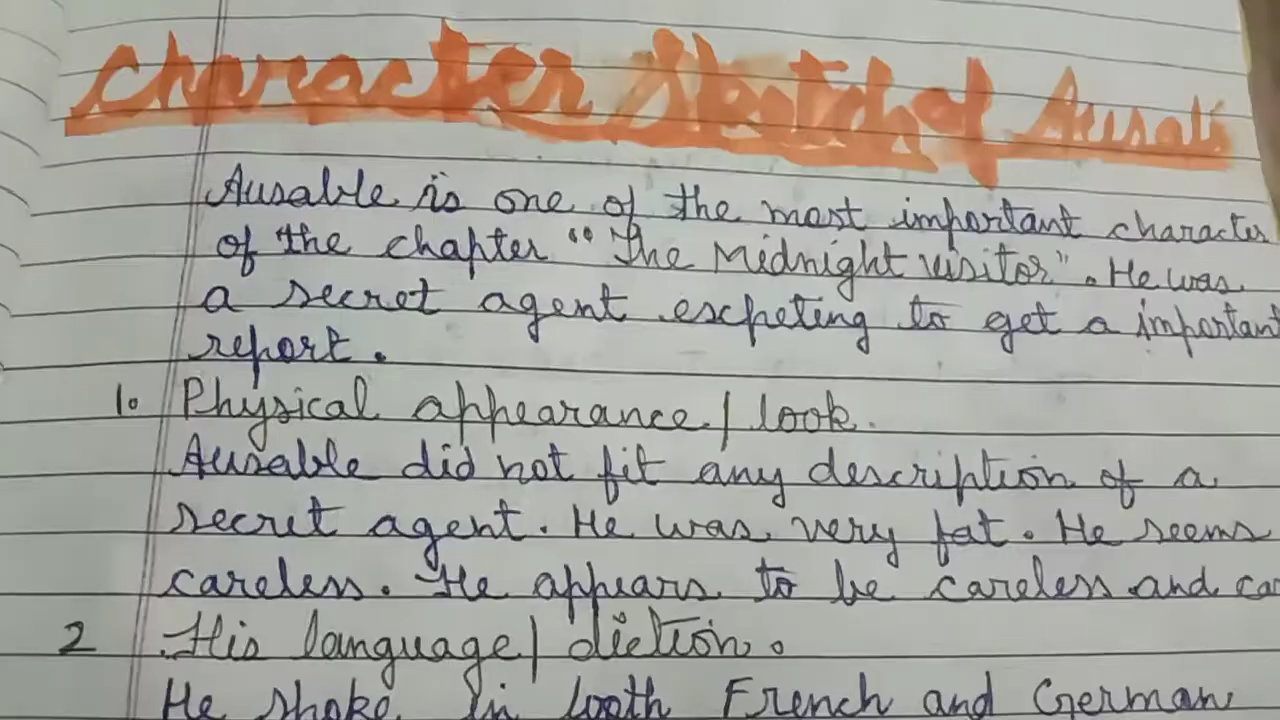 Character Sketch of Ausabl
Ausable is one of the most important character
of the chapter "The Midnight visitor". He was
a secret agent escpeting to get a important
report.
1. Physical appearance/look.
Ausable did not fit any description of a
secret agent. He was very fat. He seems
careless. He appears to be careless and ca
2 His language/diction.
He spoke in both French and German